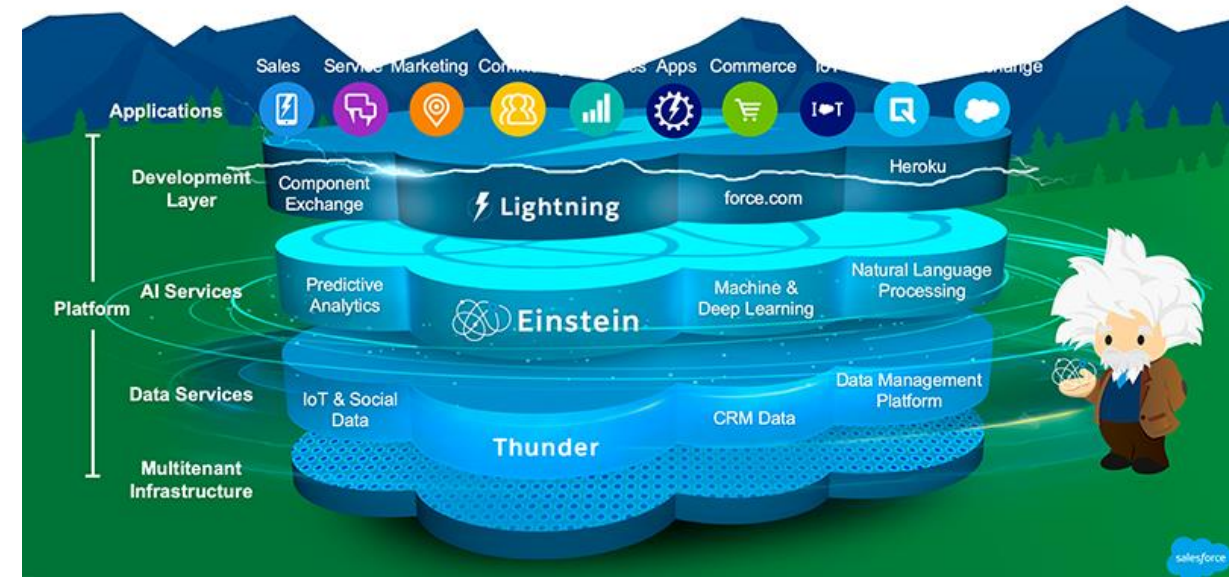 Sales Service Marketing Apps Commerce IoT
Applications
I T
Development
Layer
Component
Exchange
Lightning
force.com
Heroku
Platform
AI Services
Predictive
Analytics
Einstein
Machine &
Deep Learning
Natural Language
Processing
Data Services
IoT & Social
Data
Thunder
CRM Data
Data Management
Platform
Multitenant
Infrastructure
salesforce